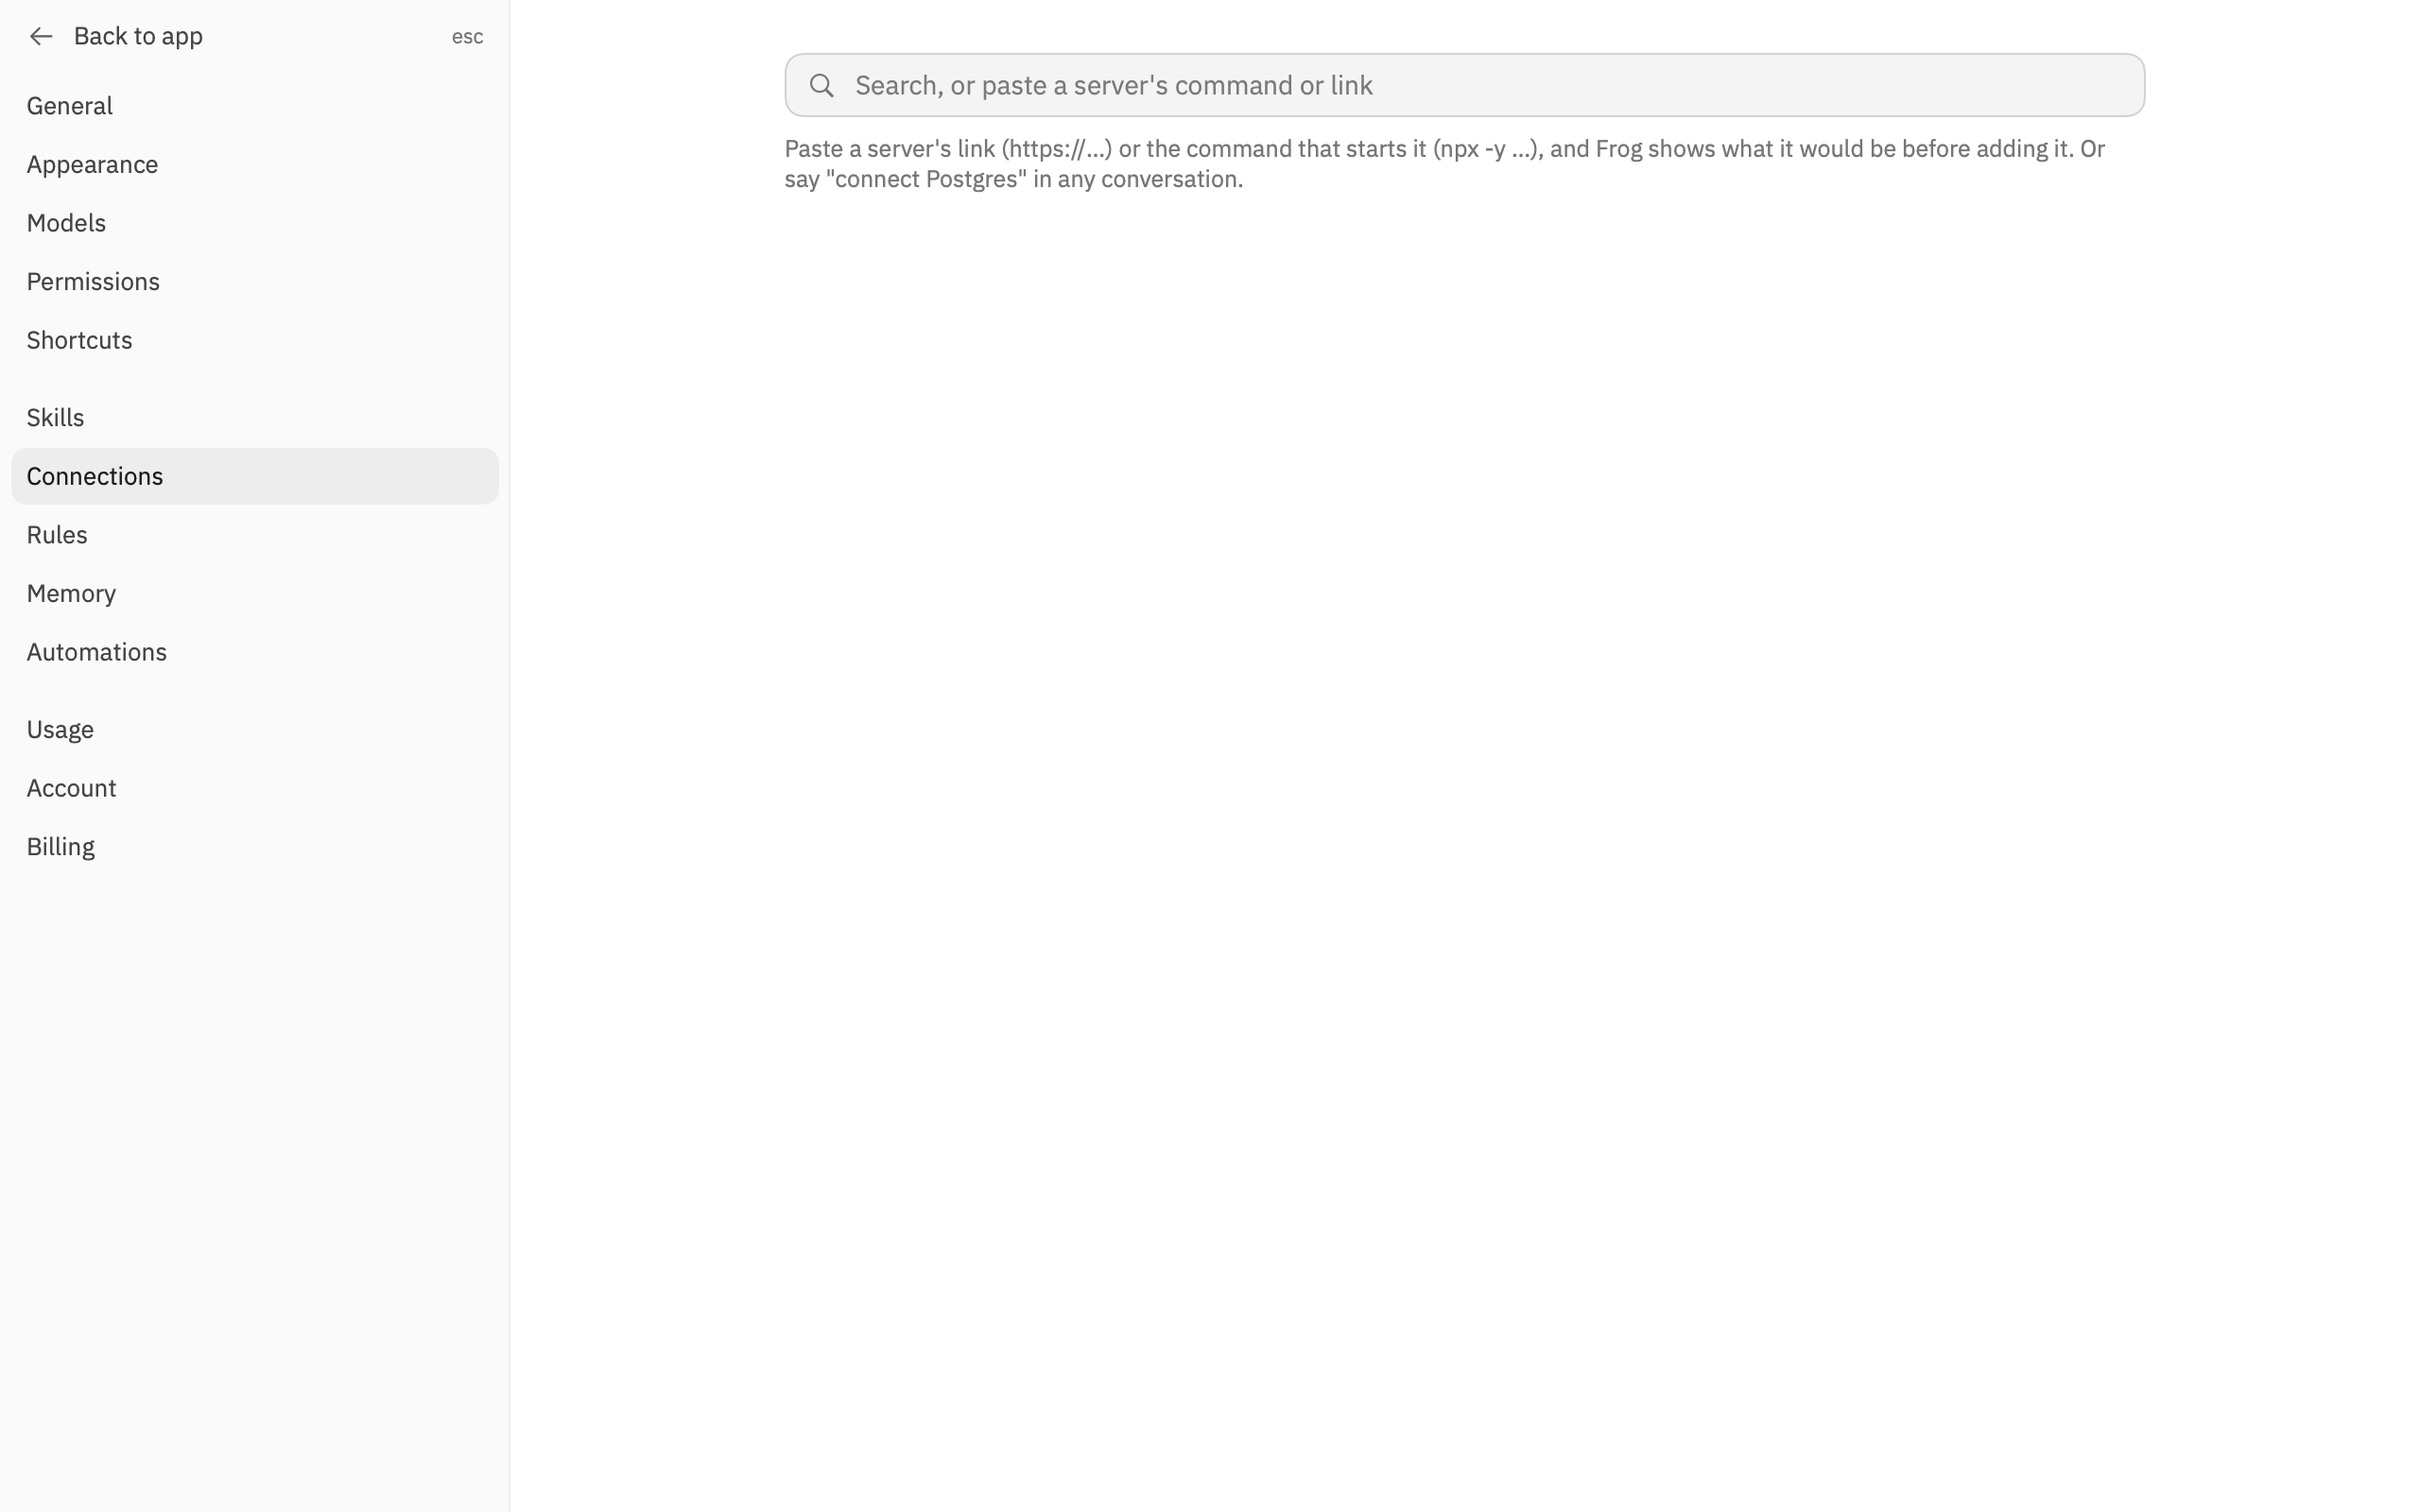 Back to app
esc
General
Appearance
Models
Permissions
Shortcuts
Skills
Connections
Rules
Memory
Automations
Usage
Account
Billing
Search, or paste a server's command or link
Paste a server's link (https://...) or the command that starts it (npx -y ...), and Frog shows what it would be before adding it. Or
say "connect Postgres" in any conversation.